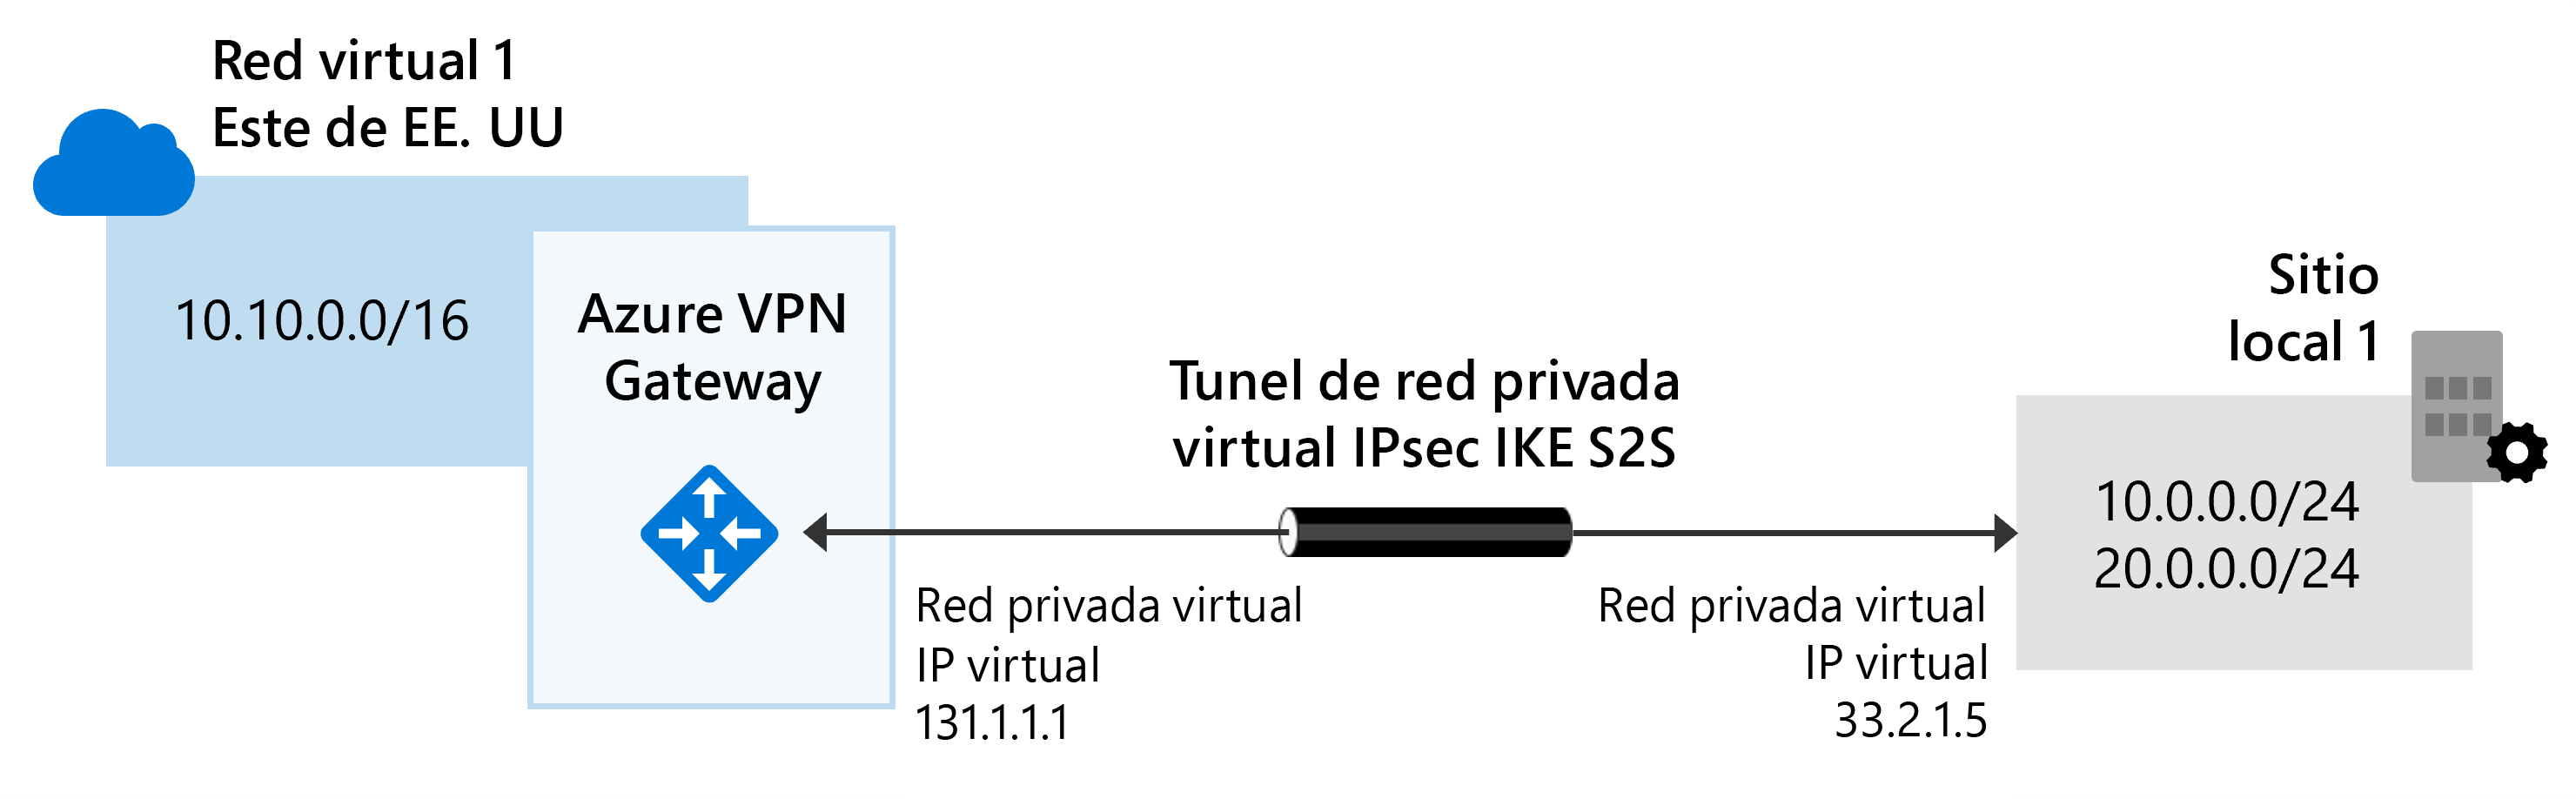 Red virtual 1
Este de EE. UU
10.10.0.0/16
Azure VPN
Gateway
Tunel de red privada
virtual IPsec IKE S2S
Red privada virtual
IP virtual
131.1.1.1
Red privada virtual
IP virtual
33.2.1.5
Sitio
local 1
10.0.0.0/24
20.0.0.0/24